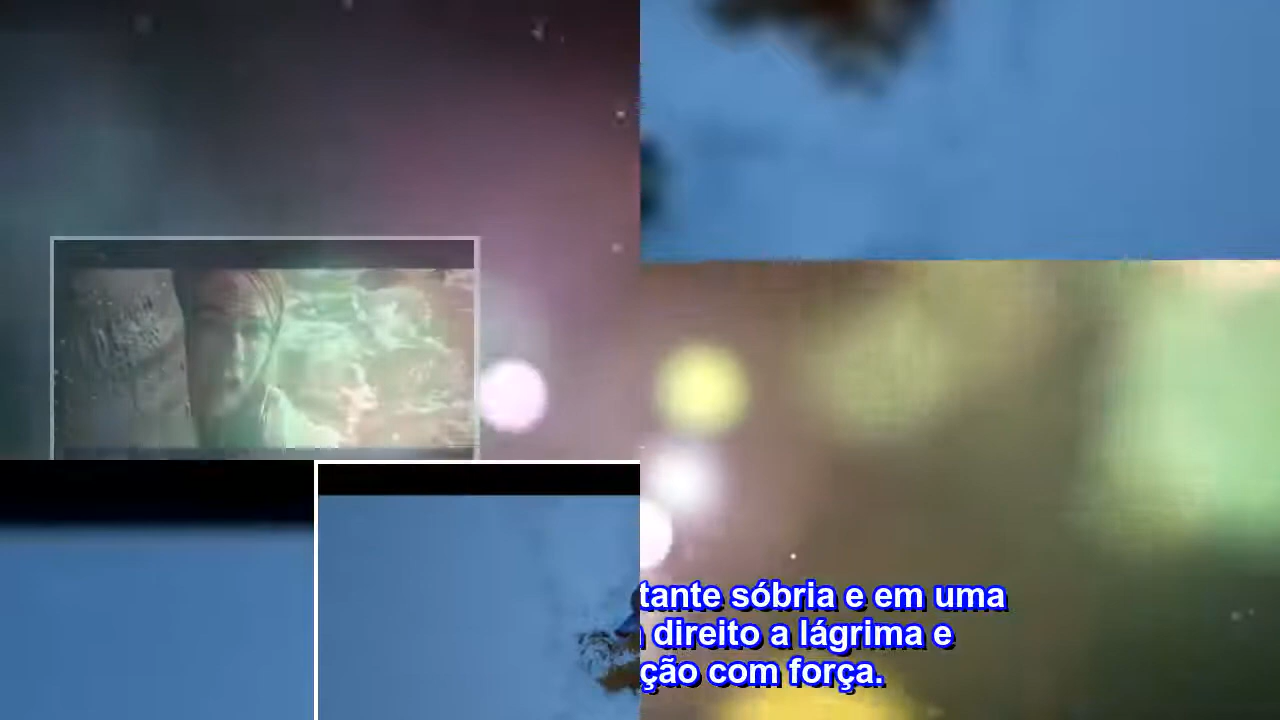 tante sóbria e em uma
direito a lágrima e
ção com força.